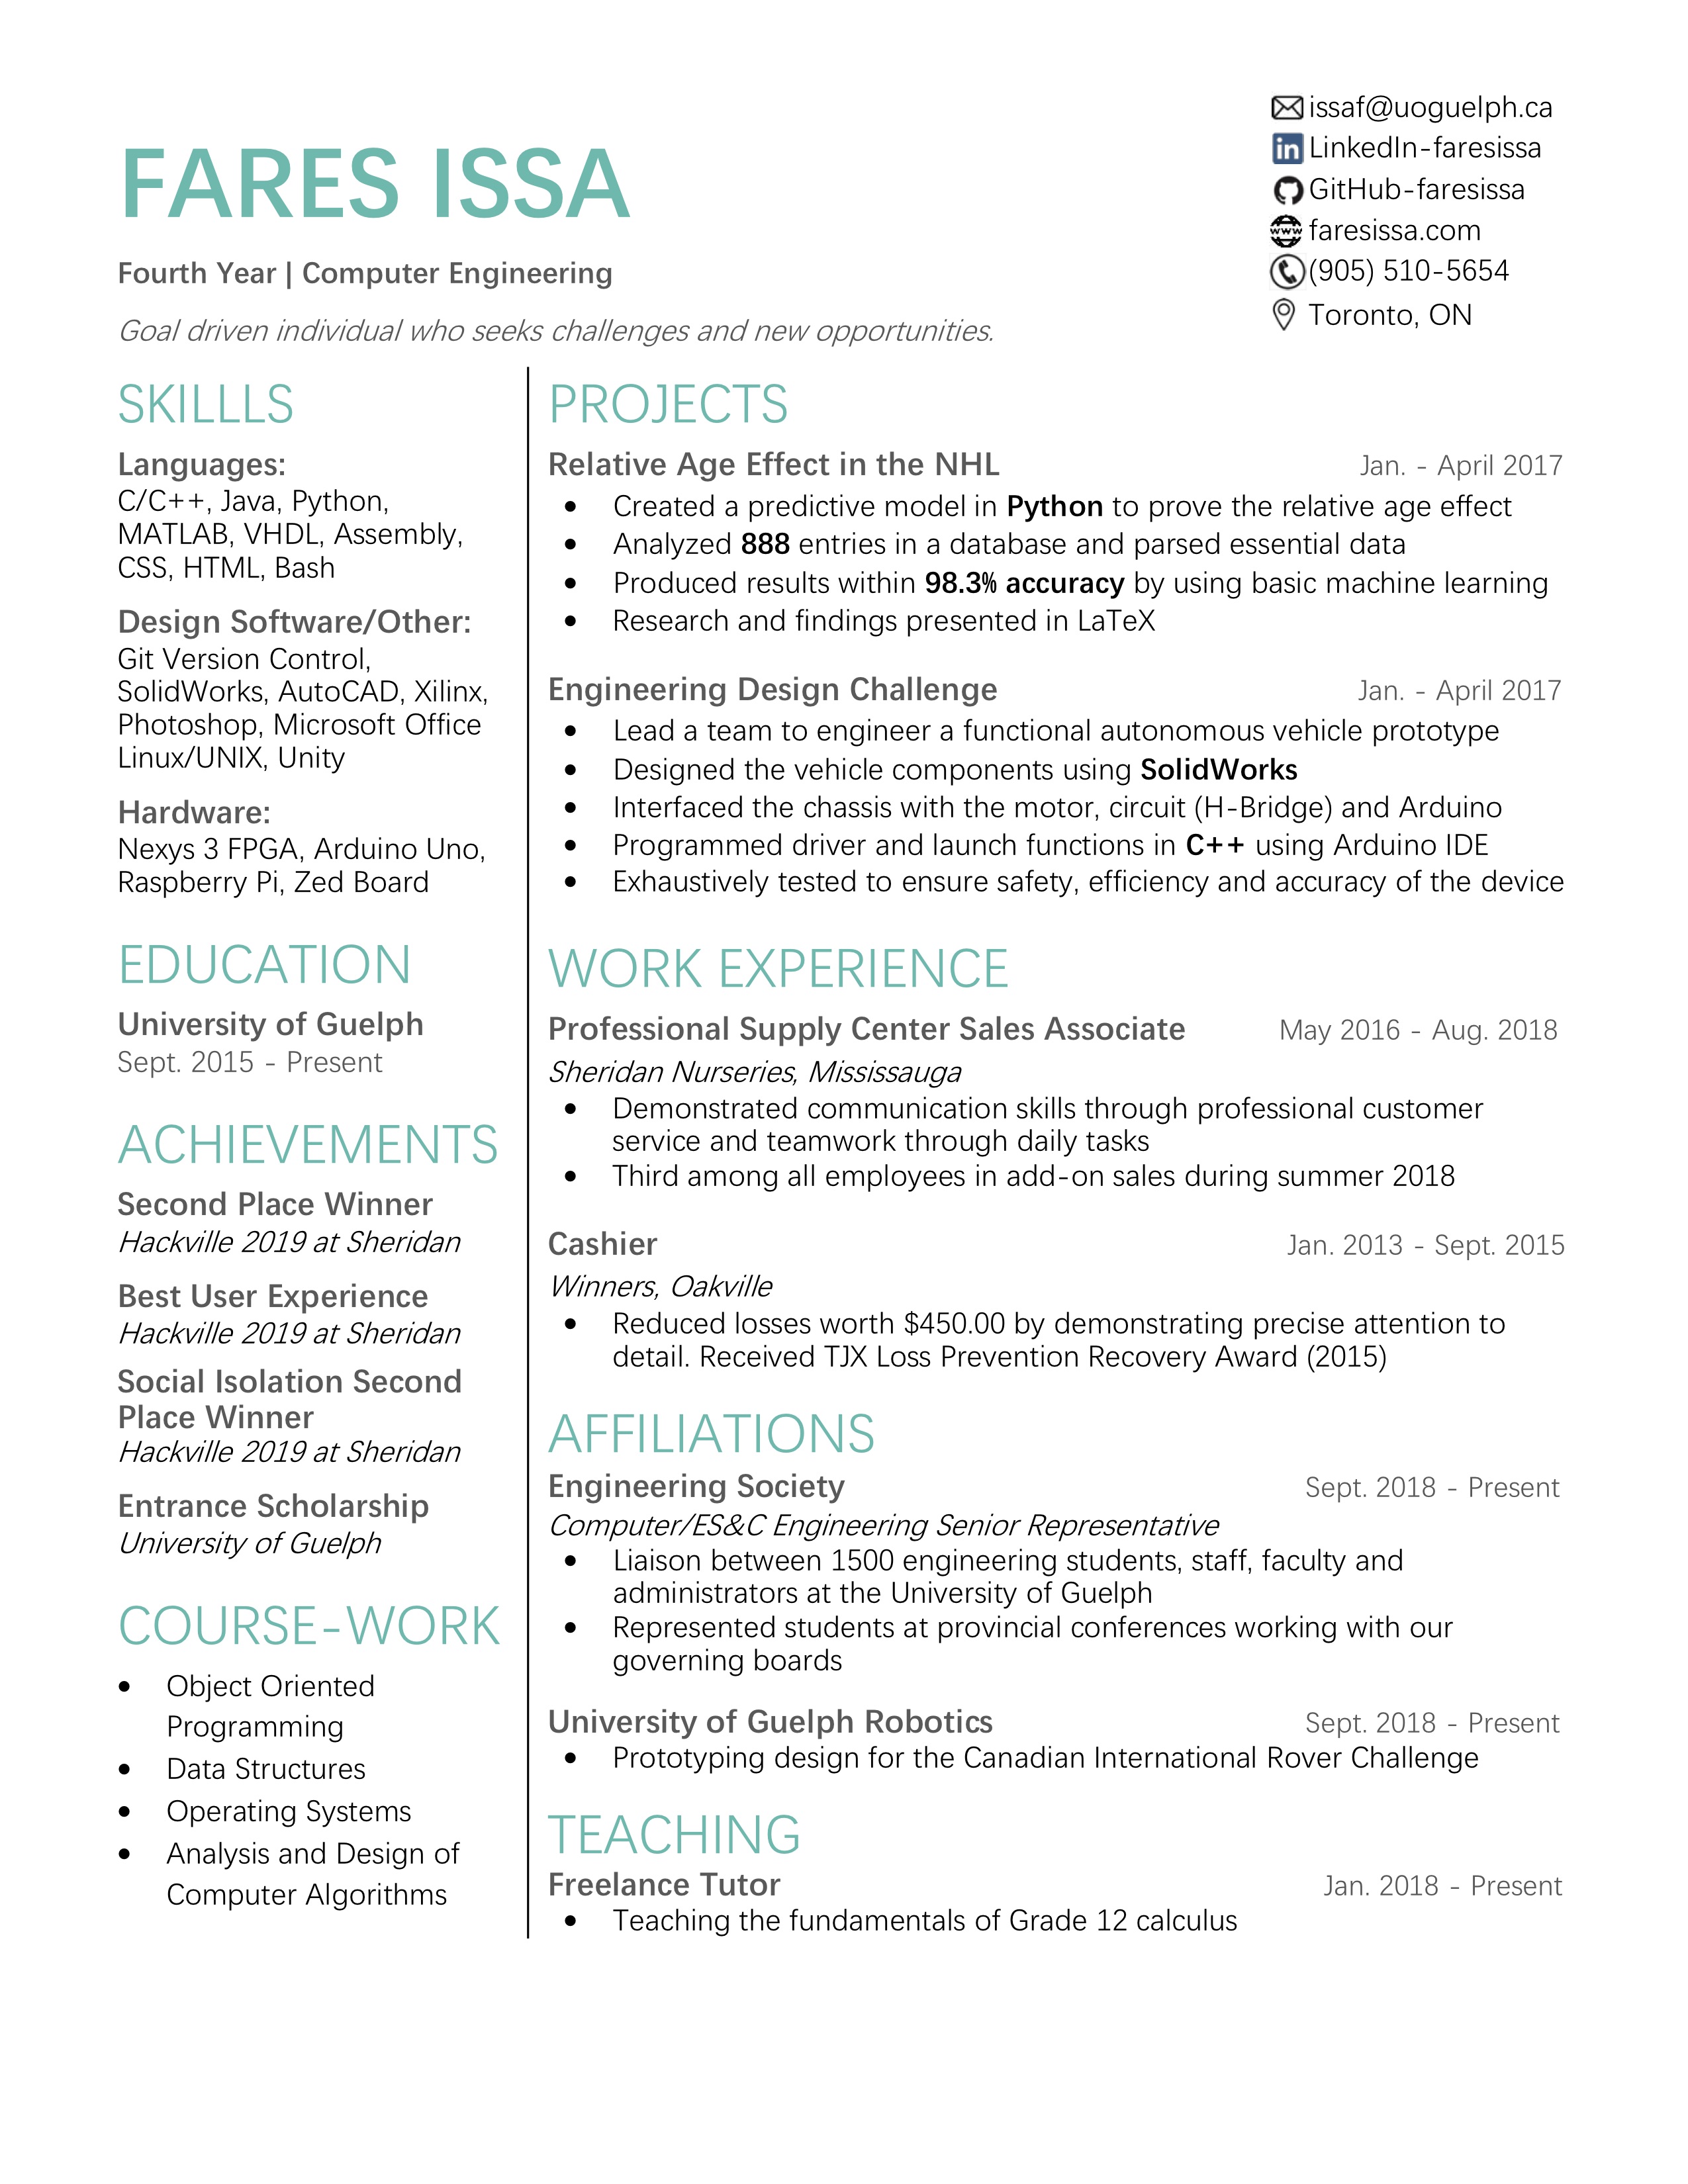 FARES ISSA
Fourth Year | Computer Engineering
Goal driven individual who seeks challenges and new opportunities.
issaf@uoguelph.ca
LinkedIn-faresissa
GitHub-faresissa
www faresissa.com
(905) 510-5654
Toronto, ON
SKILLLS
Languages:
C/C++, Java, Python,
MATLAB, VHDL, Assembly,
CSS, HTML, Bash
Design Software/Other:
Git Version Control,
SolidWorks, AutoCAD, Xilinx,
Photoshop, Microsoft Office
Linux/UNIX, Unity
Hardware:
Nexys 3 FPGA, Arduino Uno,
Raspberry Pi, Zed Board
EDUCATION
University of Guelph
Sept. 2015 - Present
ACHIEVEMENTS
Second Place Winner
Hackville 2019 at Sheridan
Best User Experience
Hackville 2019 at Sheridan
Social Isolation Second
Place Winner
Hackville 2019 at Sheridan
Entrance Scholarship
University of Guelph
COURSE-WORK
• Object Oriented
Programming
• Data Structures
• Operating Systems
• Analysis and Design of
Computer Algorithms
PROJECTS
Relative Age Effect in the NHL Jan. - April 2017
• Created a predictive model in Python to prove the relative age effect
• Analyzed 888 entries in a database and parsed essential data
• Produced results within 98.3% accuracy by using basic machine learning
• Research and findings presented in LaTeX
Engineering Design Challenge Jan. - April 2017
• Lead a team to engineer a functional autonomous vehicle prototype
• Designed the vehicle components using SolidWorks
• Interfaced the chassis with the motor, circuit (H-Bridge) and Arduino
• Programmed driver and launch functions in C++ using Arduino IDE
• Exhaustively tested to ensure safety, efficiency and accuracy of the device
WORK EXPERIENCE
Professional Supply Center Sales Associate May 2016 - Aug. 2018
Sheridan Nurseries, Mississauga
• Demonstrated communication skills through professional customer
service and teamwork through daily tasks
• Third among all employees in add-on sales during summer 2018
Cashier Jan. 2013 - Sept. 2015
Winners, Oakville
• Reduced losses worth $450.00 by demonstrating precise attention to
detail. Received TJX Loss Prevention Recovery Award (2015)
AFFILIATIONS
Engineering Society Sept. 2018 - Present
Computer/ES&C Engineering Senior Representative
• Liaison between 1500 engineering students, staff, faculty and
administrators at the University of Guelph
• Represented students at provincial conferences working with our
governing boards
University of Guelph Robotics Sept. 2018 - Present
• Prototyping design for the Canadian International Rover Challenge
TEACHING
Freelance Tutor Jan. 2018 - Present
• Teaching the fundamentals of Grade 12 calculus